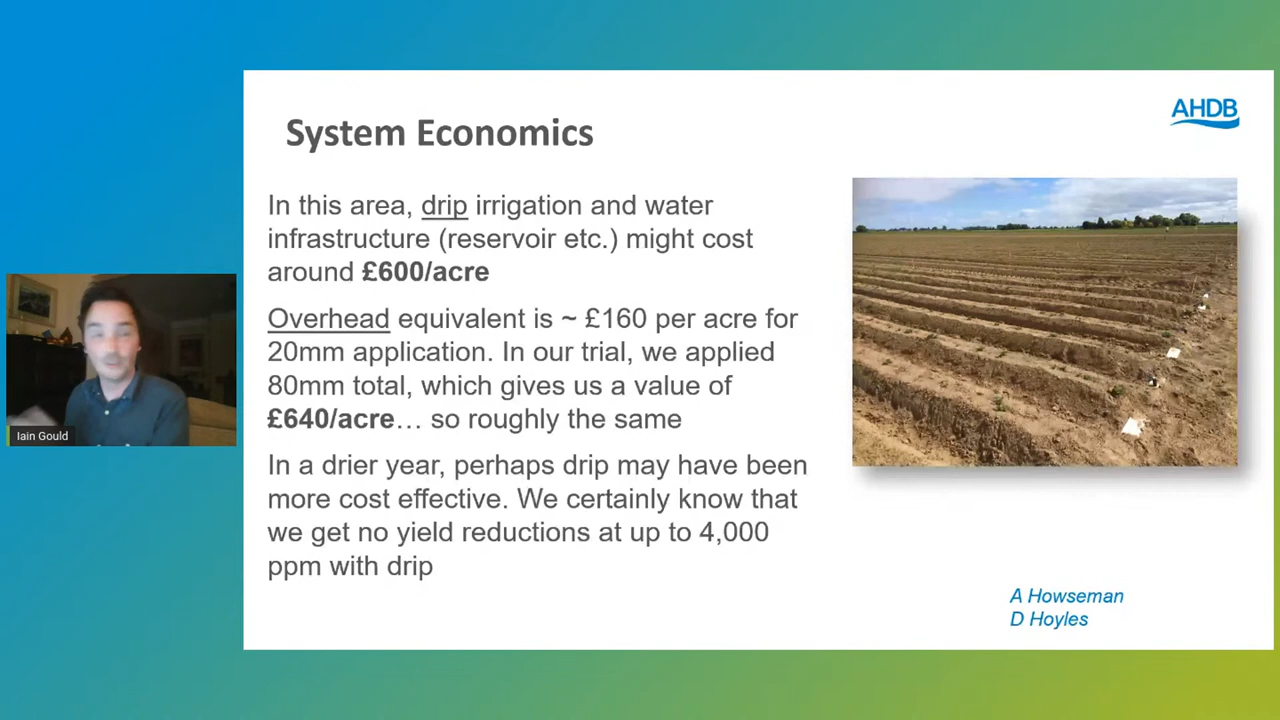 System Economics
AHDB
In this area, drip irrigation and water
infrastructure (reservoir etc.) might cost
around £600/acre
Overhead equivalent is ~ £160 per acre for
20mm application. In our trial, we applied
80mm total, which gives us a value of
£640/acre… so roughly the same
In a drier year, perhaps drip may have been
more cost effective. We certainly know that
we get no yield reductions at up to 4,000
ppm with drip
Iain Gould
A Howseman
D Hoyles